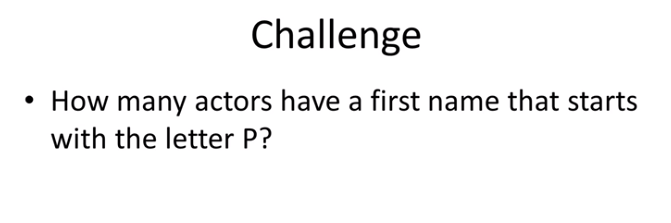 Challenge
• How many actors have a first name that starts
with the letter P?